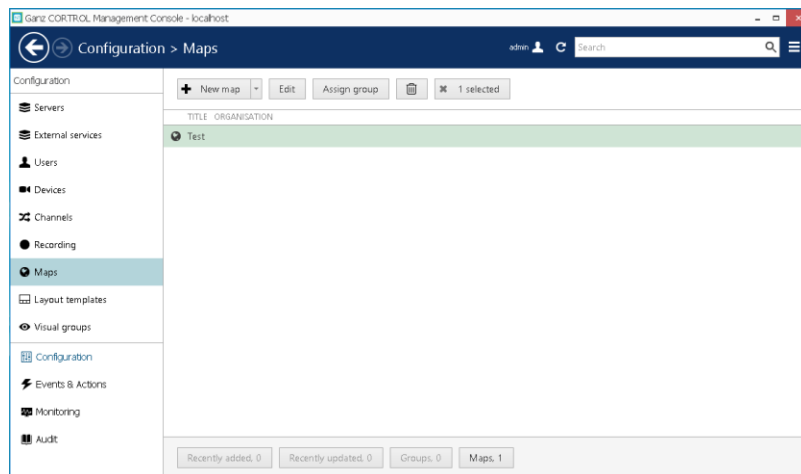 Ganz CORTROL Management Console - localhost
Configuration > Maps
admin
Search
Configuration
Servers
External services
Users
Devices
Channels
Recording
Maps
Layout templates
Visual groups
Configuration
Events & Actions
Monitoring
Audit
New map Edit Assign group 1 selected
TITLE ORGANISATION
Test
Recently added, 0 Recently updated, 0 Groups, 0 Maps, 1